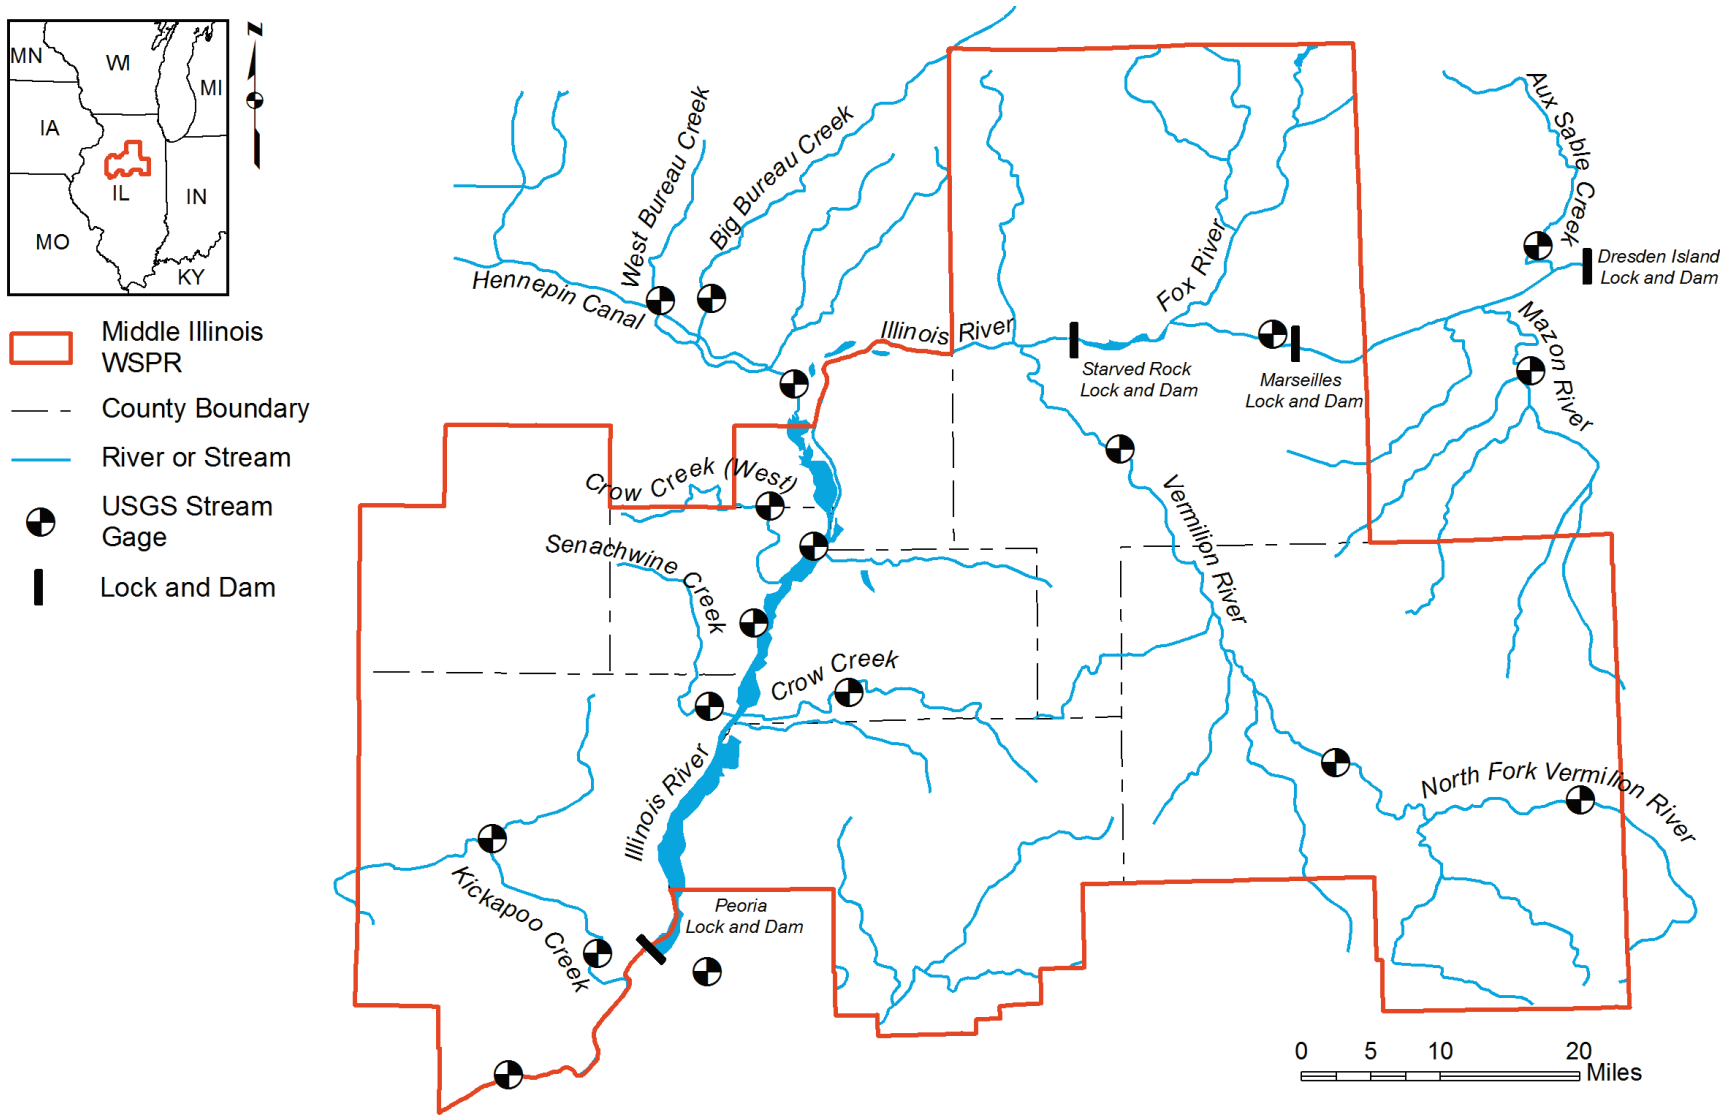 MN
WI
MI
IA
IL
IN
MO
KY
N
Middle Illinois
WSPR
County Boundary
River or Stream
USGS Stream
Gage
Lock and Dam
West Bureau Creek
Big Bureau Creek
Hennepin Canal
Illinois River
Fox River
Aux Sable Creek
Dresden Island
Lock and Dam
Mazon River
Starved Rock
Lock and Dam
Marseilles
Lock and Dam
Crow Creek (West)
Senachwine Creek
Vermilion River
Crow Creek
Illinois River
North Fork Vermilion River
Kickapoo Creek
Peoria
Lock and Dam
0 5 10 20
Miles